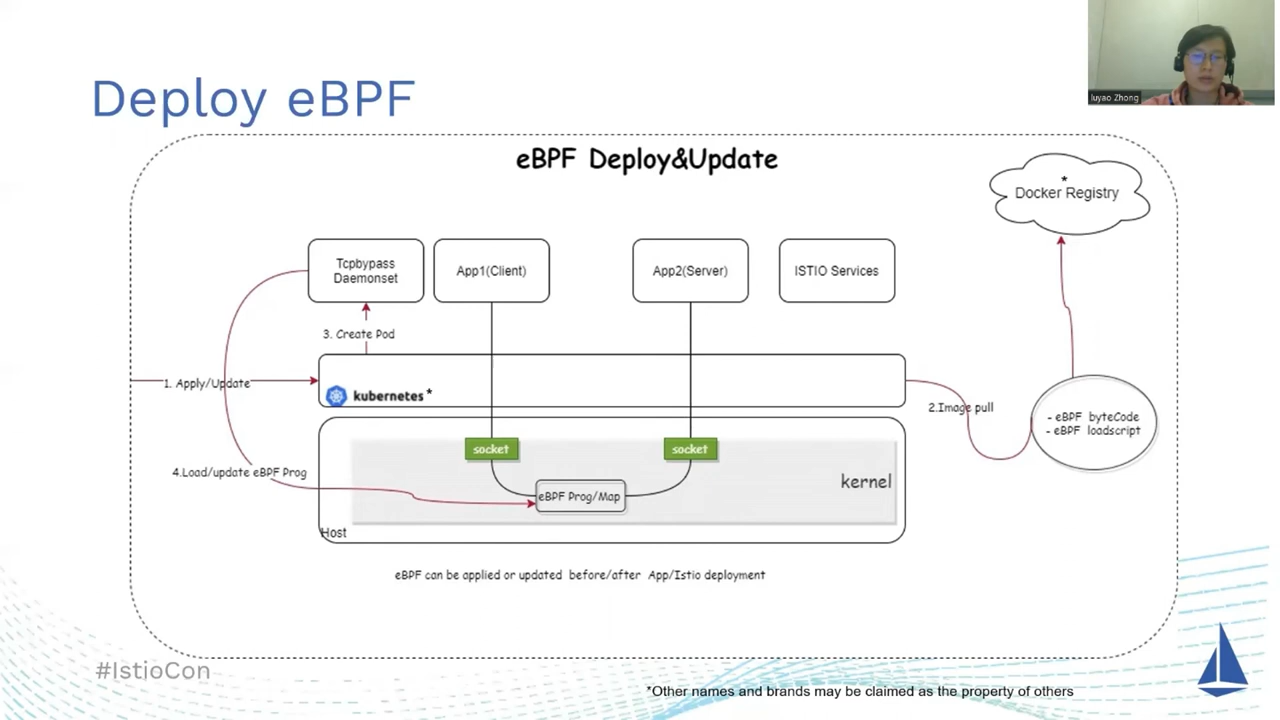 Deploy eBPF
luyao Zhong
eBPF Deploy&Update
*
Docker Registry
Tcpbypass
Daemonset
App1(Client)
App2(Server)
ISTIO Services
3. Create Pod
1. Apply/Update
kubernetes*
2.Image pull
- eBPF byteCode
- eBPF loadscript
socket
socket
4.Load/update eBPF Prog
eBPF Prog/Map
kernel
Host
eBPF can be applied or updated before/after App/Istio deployment
#IstioCon
*Other names and brands may be claimed as the property of others